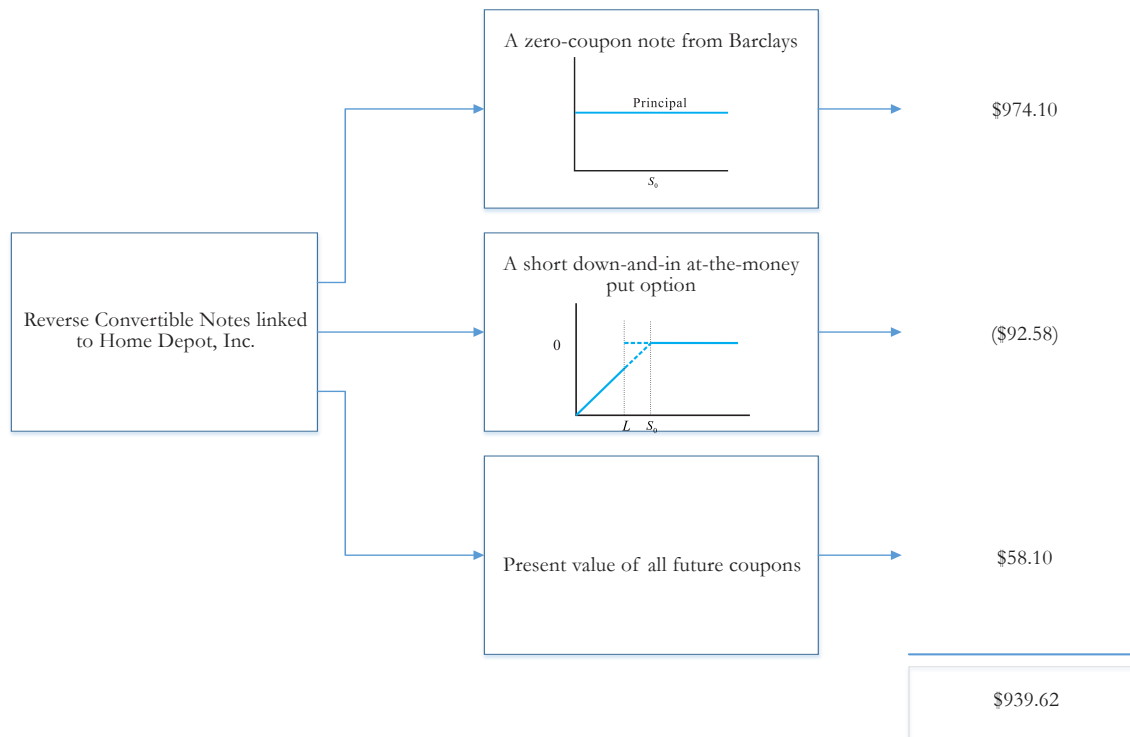 A zero-coupon note from Barclays
Principal
S₀
$974.10
Reverse Convertible Notes linked
to Home Depot, Inc.
A short down-and-in at-the-money
put option
0
L S₀
($92.58)
Present value of all future coupons
$58.10
$939.62